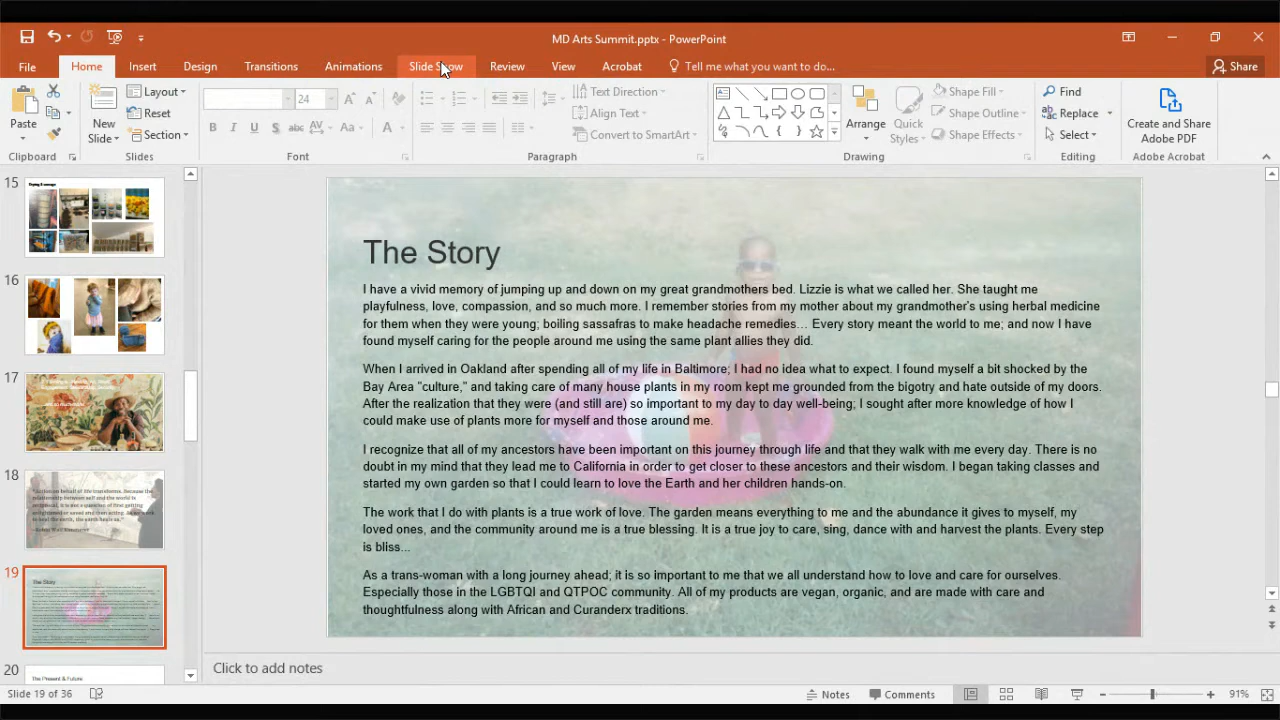 MD Arts Summit.pptx - PowerPoint
File Home Insert Design Transitions Animations Slide Show Review View Acrobat Tell me what you want to do... Share
Paste
Clipboard
New Slide
Layout
Reset
Section
Slides
24
Font
Text Direction
Align Text
Convert to SmartArt
Paragraph
Arrange
Quick Styles
Shape Fill
Shape Outline
Shape Effects
Drawing
Find
Replace
Select
Editing
Create and Share Adobe PDF
Adobe Acrobat
15
16
17
18
19
The Story
20
The Present & Future
The Story
I have a vivid memory of jumping up and down on my great grandmothers bed. Lizzie is what we called her. She taught me
playfulness, love, compassion, and so much more. I remember stories from my mother about my grandmother's using herbal medicine
for them when they were young; boiling sassafras to make headache remedies... Every story meant the world to me; and now I have
found myself caring for the people around me using the same plant allies they did.
When I arrived in Oakland after spending all of my life in Baltimore; I had no idea what to expect. I found myself a bit shocked by the
Bay Area "culture," and taking care of many house plants in my room kept me grounded from the bigotry and hate outside of my doors.
After the realization that they were (and still are) so important to my day to day well-being; I sought after more knowledge of how I
could make use of plants more for myself and those around me.
I recognize that all of my ancestors have been important on this journey through life and that they walk with me every day. There is no
doubt in my mind that they lead me to California in order to get closer to these ancestors and their wisdom. I began taking classes and
started my own garden so that I could learn to love the Earth and her children hands-on.
The work that I do with plants is a true work of love. The garden means everything to me and the abundance it gives to myself, my
loved ones, and the community around me is a true blessing. It is a true joy to care, sing, dance with and harvest the plants. Every step
is bliss...
As a trans-woman with a long journey ahead; it is so important to me that we all understand how to love and care for ourselves.
Especially those in the LGBTQI and QTPOC community. All of my products are vegan, organic, and are made with care and
thoughtfulness along with African and Curanderx traditions.
Click to add notes
Slide 19 of 36
Notes
Comments
91%